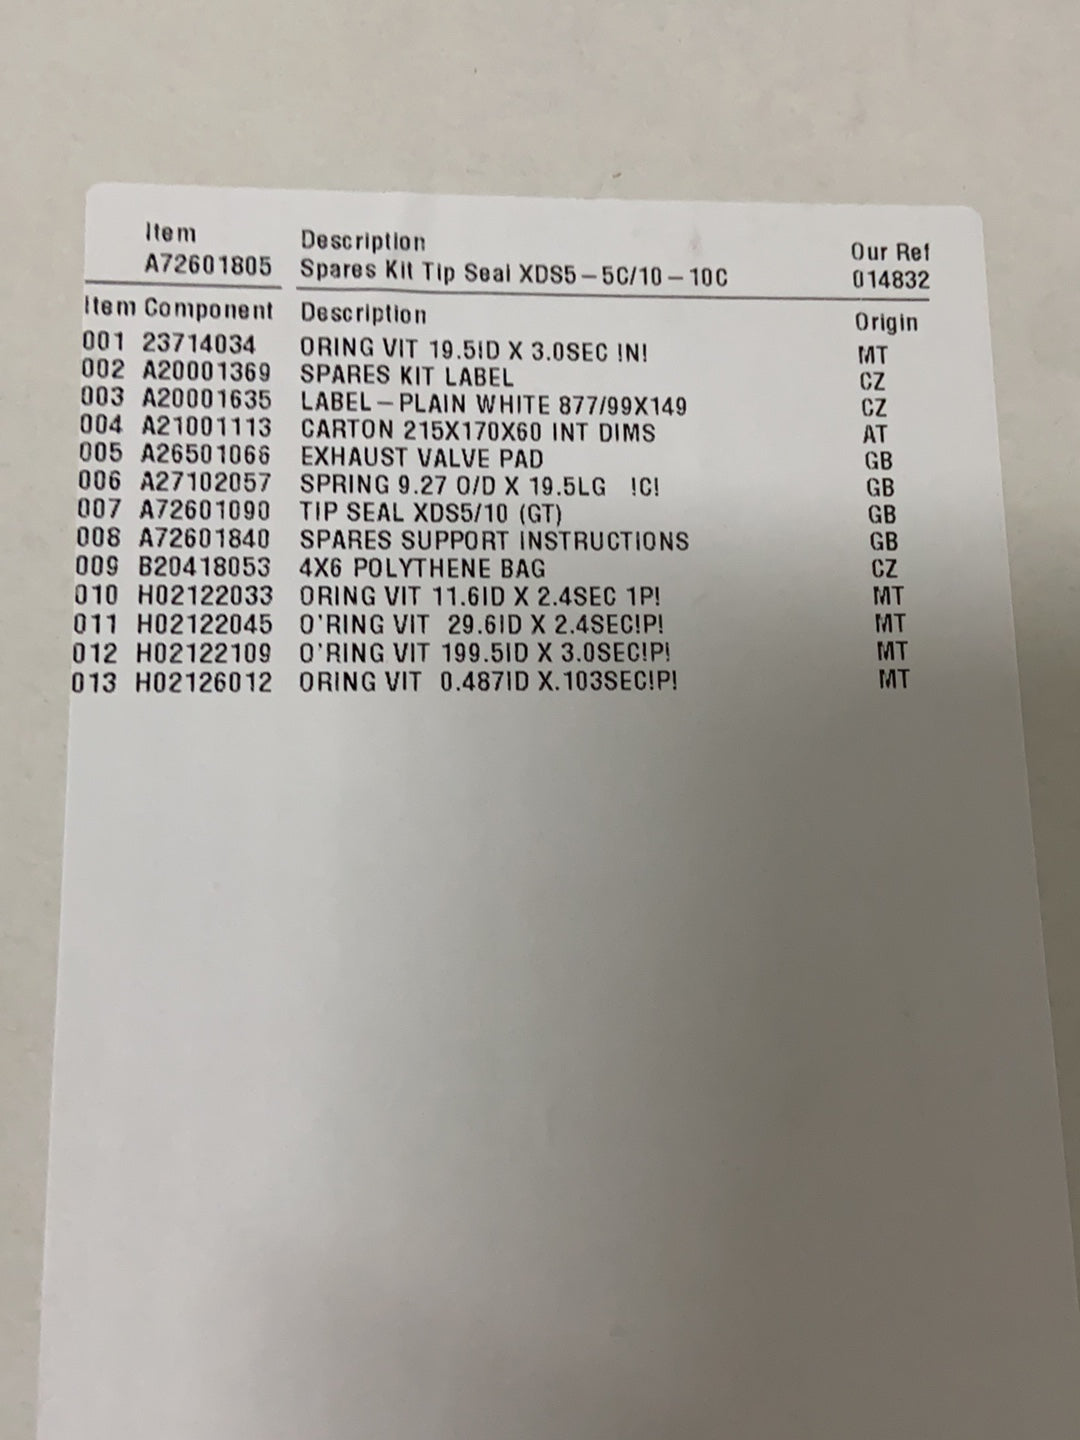 Item Description Our Ref
A72601805 Spares Kit Tip Seal XDS5–5C/10–10C 014832
Item Component Description Origin
001 23714034 ORING VIT 19.5ID X 3.0SEC !N! MT
002 A20001369 SPARES KIT LABEL CZ
003 A20001635 LABEL–PLAIN WHITE 877/99X149 CZ
004 A21001113 CARTON 215X170X60 INT DIMS AT
005 A26501066 EXHAUST VALVE PAD GB
006 A27102057 SPRING 9.27 O/D X 19.5LG !C! GB
007 A72601090 TIP SEAL XDS5/10 (GT) GB
008 A72601840 SPARES SUPPORT INSTRUCTIONS GB
009 B20418053 4X6 POLYTHENE BAG CZ
010 H02122033 ORING VIT 11.6ID X 2.4SEC 1P! MT
011 H02122045 O'RING VIT 29.6ID X 2.4SEC!P! MT
012 H02122109 O'RING VIT 199.5ID X 3.0SEC!P! MT
013 H02126012 ORING VIT 0.487ID X.103SEC!P! MT